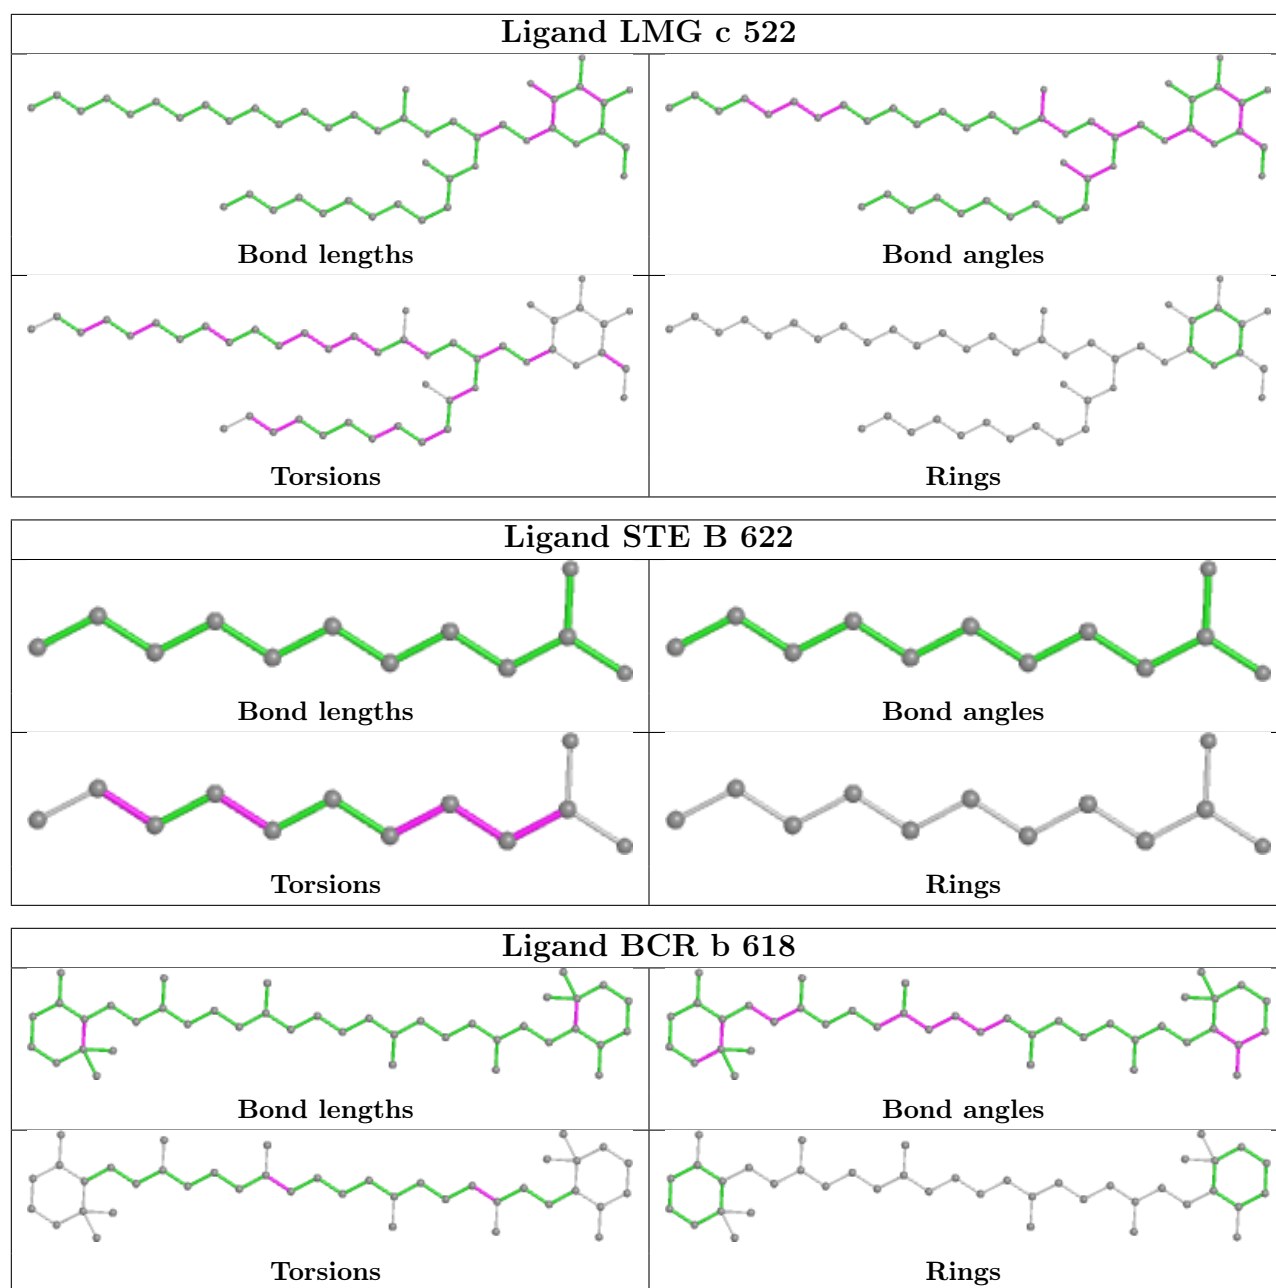 Ligand LMG c 522
Bond lengths
Bond angles
Torsions
Rings
Ligand STE B 622
Bond lengths
Bond angles
Torsions
Rings
Ligand BCR b 618
Bond lengths
Bond angles
Torsions
Rings